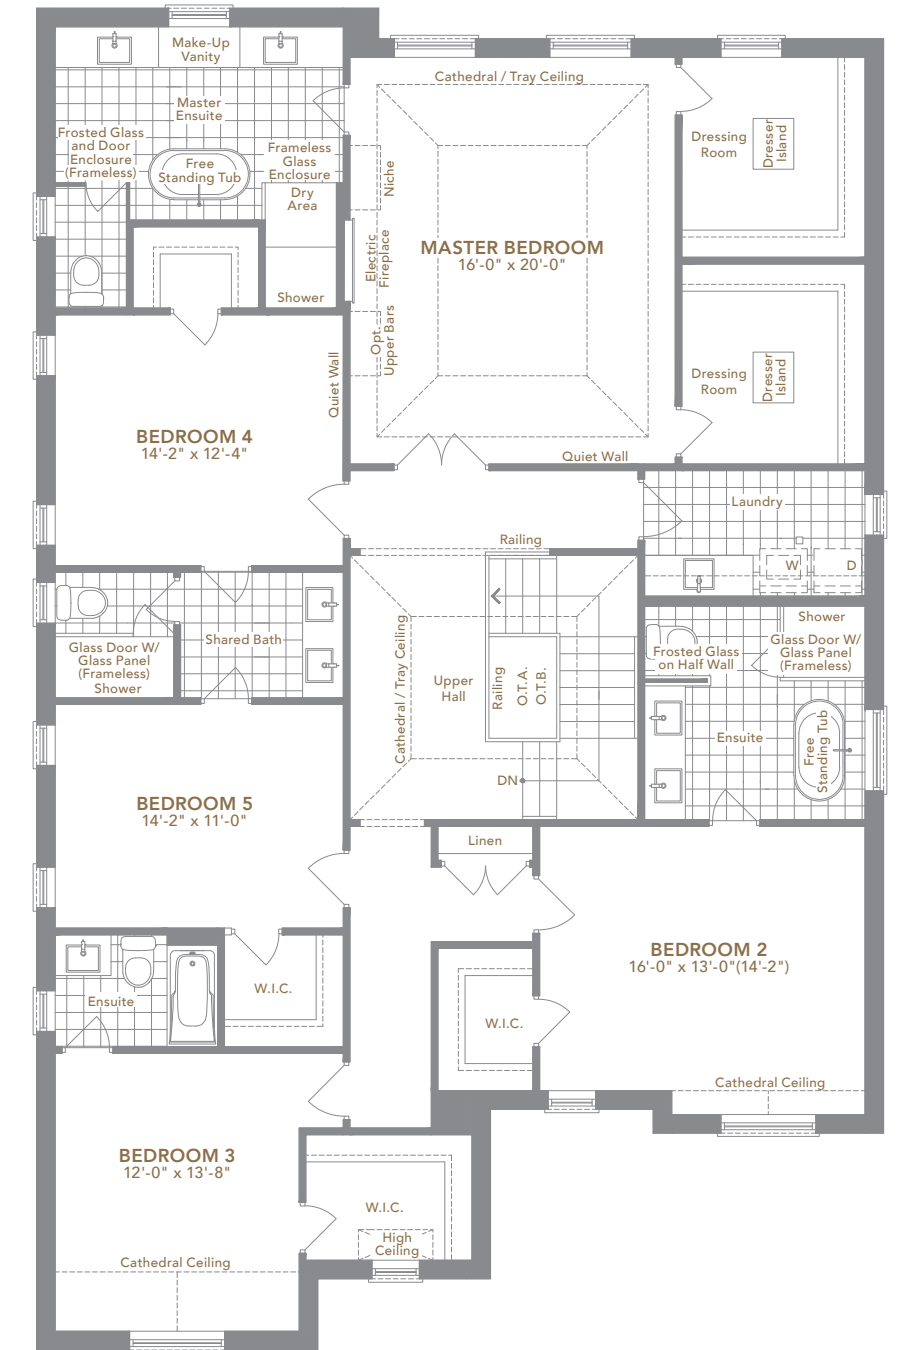 Make-Up
Vanity
Cathedral / Tray Ceiling
Master
Ensuite
Frosted Glass
and Door
Enclosure
(Frameless)
Free
Standing Tub
Frameless
Glass
Enclosure
Dry
Area
Shower
Niche
Electric
Fireplace
Opt.
Upper Bars
MASTER BEDROOM
16'-0" x 20'-0"
Dressing
Room
Dresser
Island
Dressing
Room
Dresser
Island
Quiet Wall
BEDROOM 4
14'-2" x 12'-4"
Quiet Wall
Laundry
W
D
Railing
Shared Bath
Glass Door W/
Glass Panel
(Frameless)
Shower
Cathedral / Tray Ceiling
Upper
Hall
Railing
O.T.A.
O.T.B.
DN
Shower
Glass Door W/
Glass Panel
(Frameless)
Frosted Glass
on Half Wall
Ensuite
Free
Standing Tub
BEDROOM 5
14'-2" x 11'-0"
Linen
BEDROOM 2
16'-0" x 13'-0"(14'-2")
W.I.C.
Ensuite
W.I.C.
Cathedral Ceiling
BEDROOM 3
12'-0" x 13'-8"
W.I.C.
High
Ceiling
Cathedral Ceiling